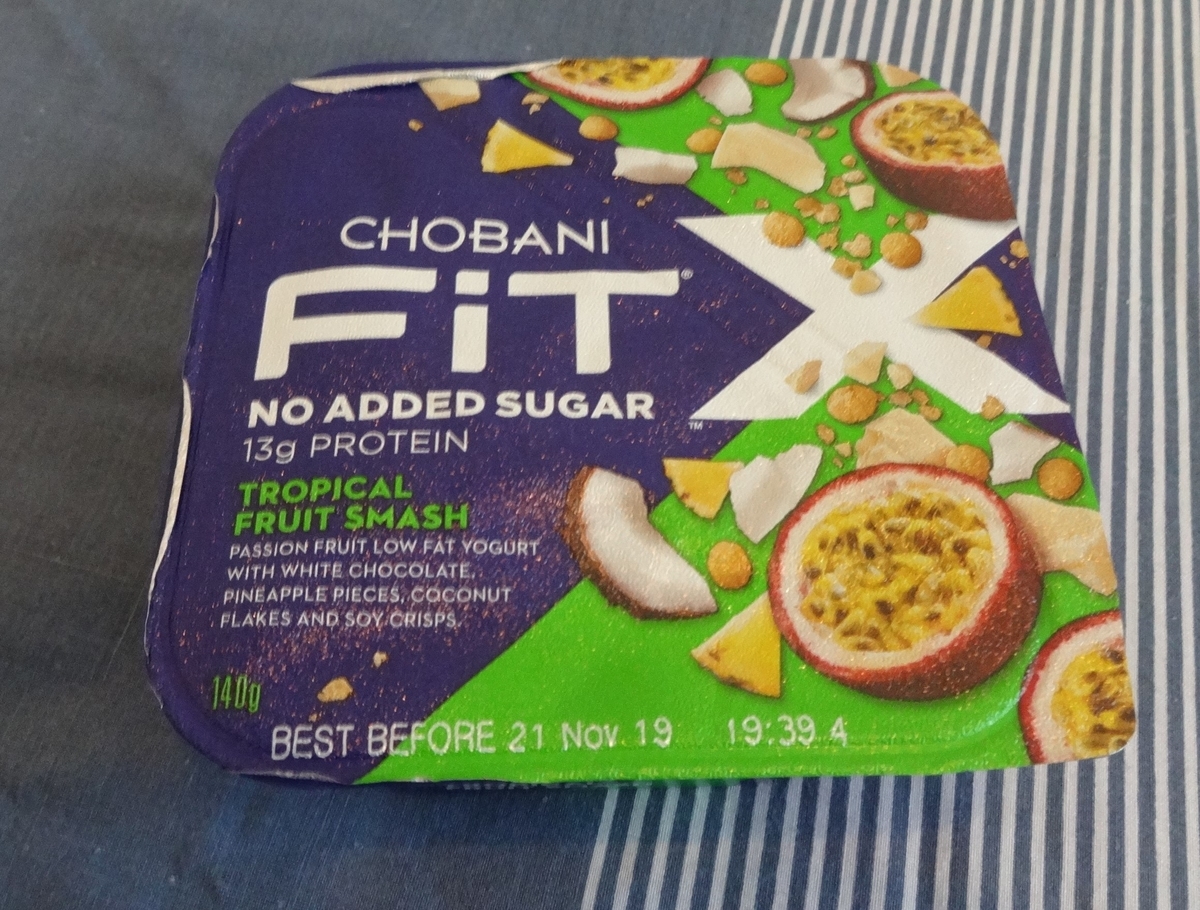 CHOBANI
FiT® X
NO ADDED SUGAR ™
13g PROTEIN
TROPICAL
FRUIT SMASH
PASSION FRUIT LOW FAT YOGURT
WITH WHITE CHOCOLATE,
PINEAPPLE PIECES, COCONUT
FLAKES AND SOY CRISPS.
140g
BEST BEFORE 21 Nov 19 19:39 4